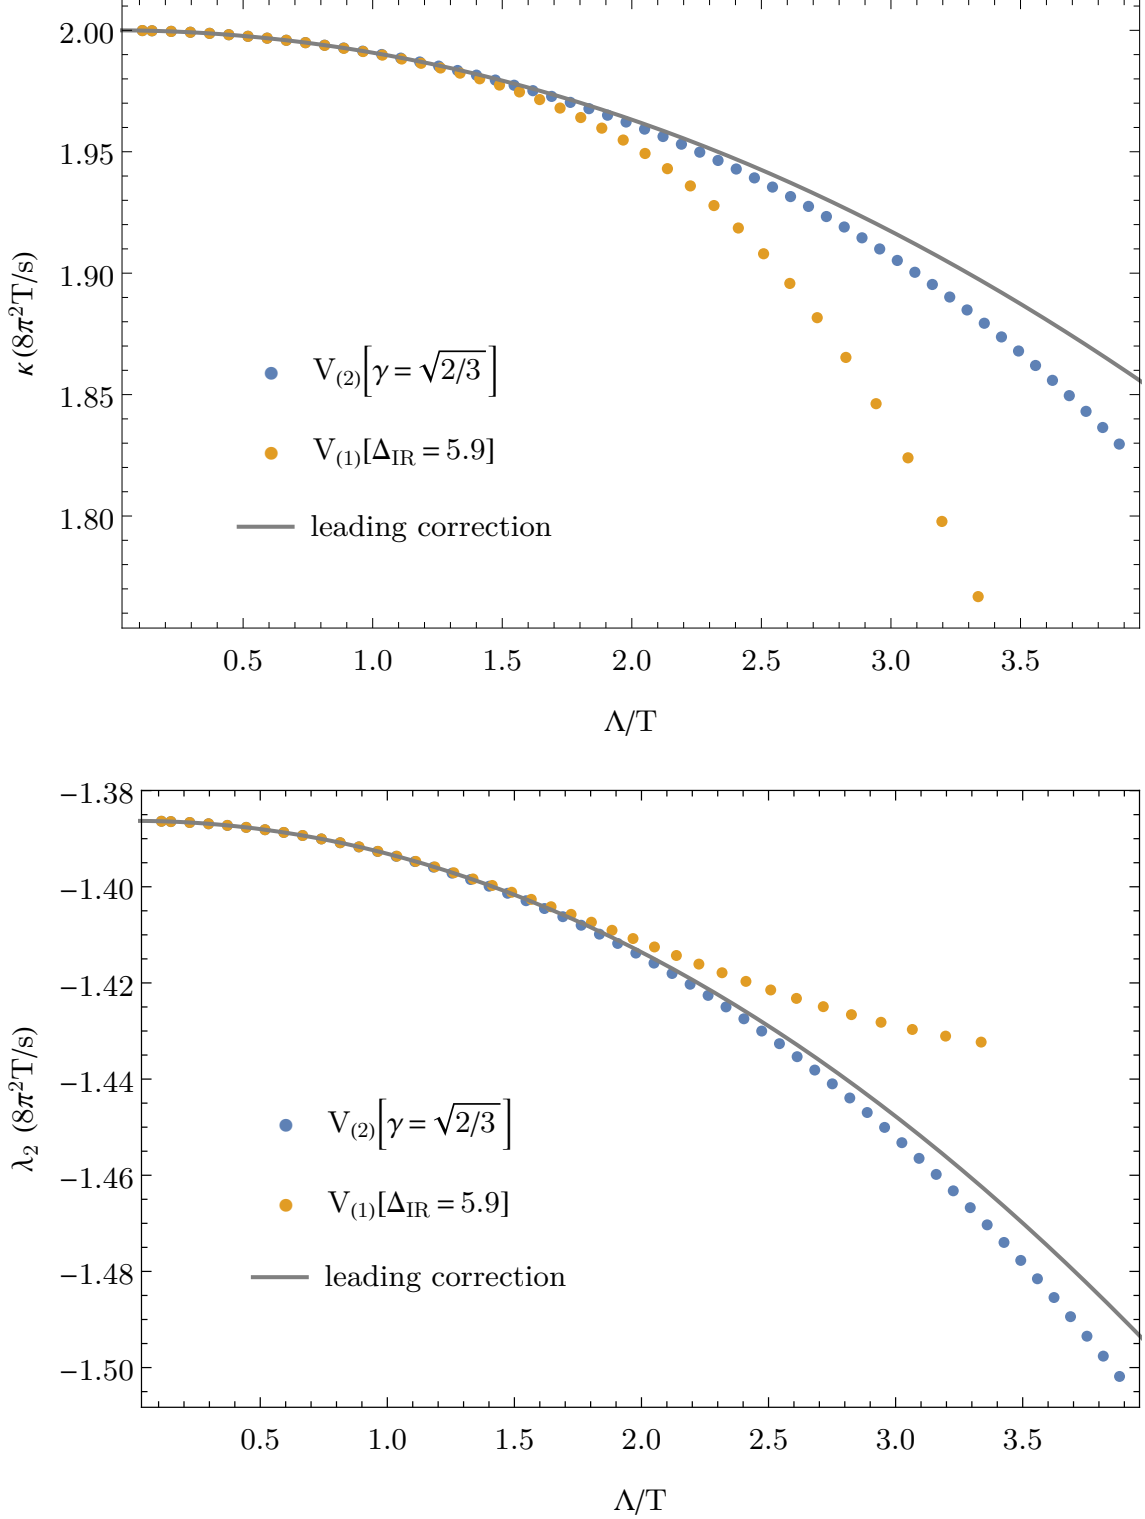 2.00
1.95
1.90
1.85
1.80
κ (8π²T/s)
V(2)[γ = √2/3 ]
V(1)[ΔIR = 5.9]
leading correction
0.5 1.0 1.5 2.0 2.5 3.0 3.5
Λ/T
−1.38
−1.40
−1.42
−1.44
−1.46
−1.48
−1.50
λ₂ (8π²T/s)
V(2)[γ = √2/3 ]
V(1)[ΔIR = 5.9]
leading correction
0.5 1.0 1.5 2.0 2.5 3.0 3.5
Λ/T